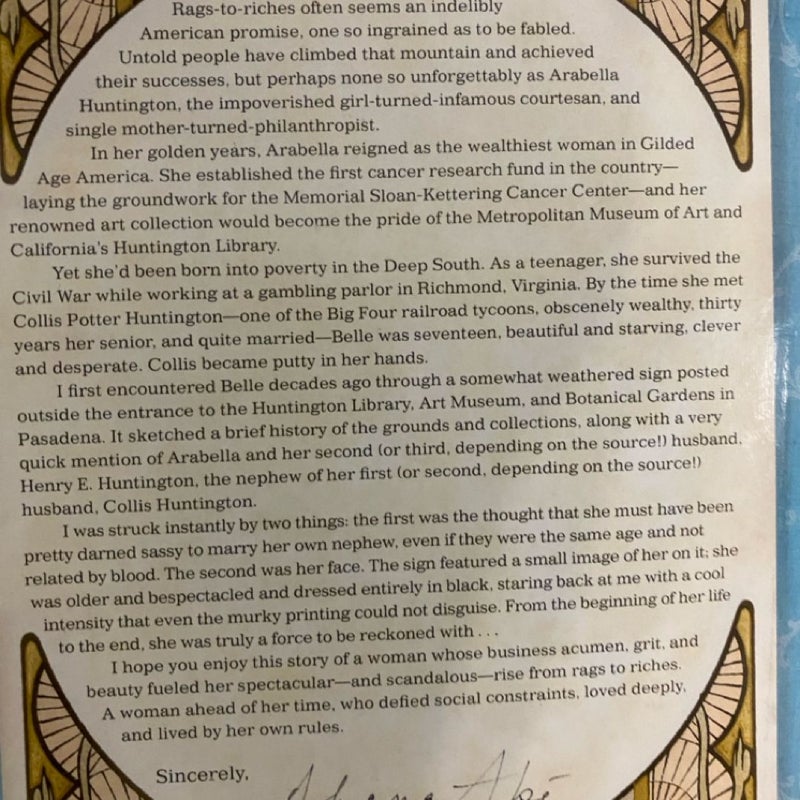 Rags-to-riches often seems an indelibly
American promise, one so ingrained as to be fabled.
Untold people have climbed that mountain and achieved
their successes, but perhaps none so unforgettably as Arabella
Huntington, the impoverished girl-turned-infamous courtesan, and
single mother-turned-philanthropist.
In her golden years, Arabella reigned as the wealthiest woman in Gilded
Age America. She established the first cancer research fund in the country—
laying the groundwork for the Memorial Sloan-Kettering Cancer Center—and her
renowned art collection would become the pride of the Metropolitan Museum of Art and
California's Huntington Library.
Yet she'd been born into poverty in the Deep South. As a teenager, she survived the
Civil War while working at a gambling parlor in Richmond, Virginia. By the time she met
Collis Potter Huntington—one of the Big Four railroad tycoons, obscenely wealthy, thirty
years her senior, and quite married—Belle was seventeen, beautiful and starving, clever
and desperate. Collis became putty in her hands.
I first encountered Belle decades ago through a somewhat weathered sign posted
outside the entrance to the Huntington Library, Art Museum, and Botanical Gardens in
Pasadena. It sketched a brief history of the grounds and collections, along with a very
quick mention of Arabella and her second (or third, depending on the source!) husband,
Henry E. Huntington, the nephew of her first (or second, depending on the source!)
husband, Collis Huntington.
I was struck instantly by two things: the first was the thought that she must have been
pretty darned sassy to marry her own nephew, even if they were the same age and not
related by blood. The second was her face. The sign featured a small image of her on it; she
was older and bespectacled and dressed entirely in black, staring back at me with a cool
intensity that even the murky printing could not disguise. From the beginning of her life
to the end, she was truly a force to be reckoned with . . .
I hope you enjoy this story of a woman whose business acumen, grit, and
beauty fueled her spectacular—and scandalous—rise from rags to riches.
A woman ahead of her time, who defied social constraints, loved deeply,
and lived by her own rules.
Sincerely,